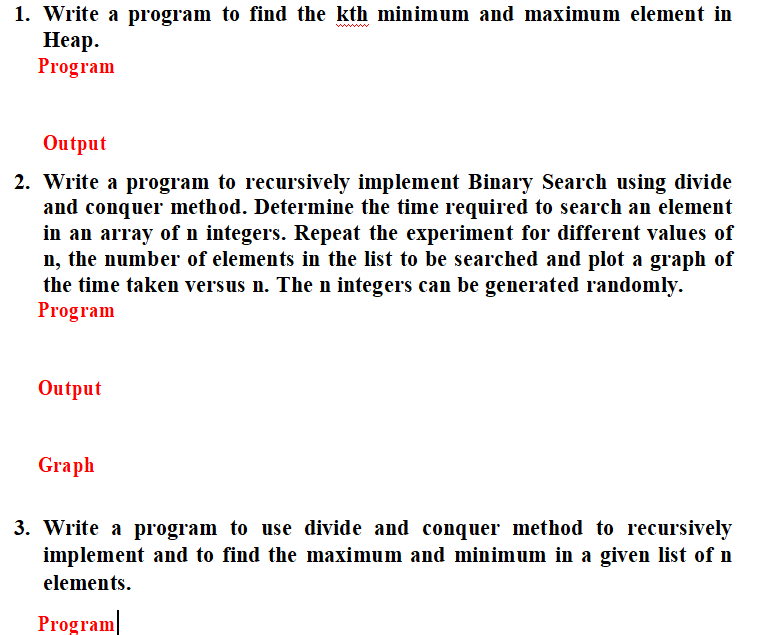 1. Write a program to find the kth minimum and maximum element in
Heap.
Program
Output
2. Write a program to recursively implement Binary Search using divide
and conquer method. Determine the time required to search an element
in an array of n integers. Repeat the experiment for different values of
n, the number of elements in the list to be searched and plot a graph of
the time taken versus n. The n integers can be generated randomly.
Program
Output
Graph
3. Write a program to use divide and conquer method to recursively
implement and to find the maximum and minimum in a given list of n
elements.
Program